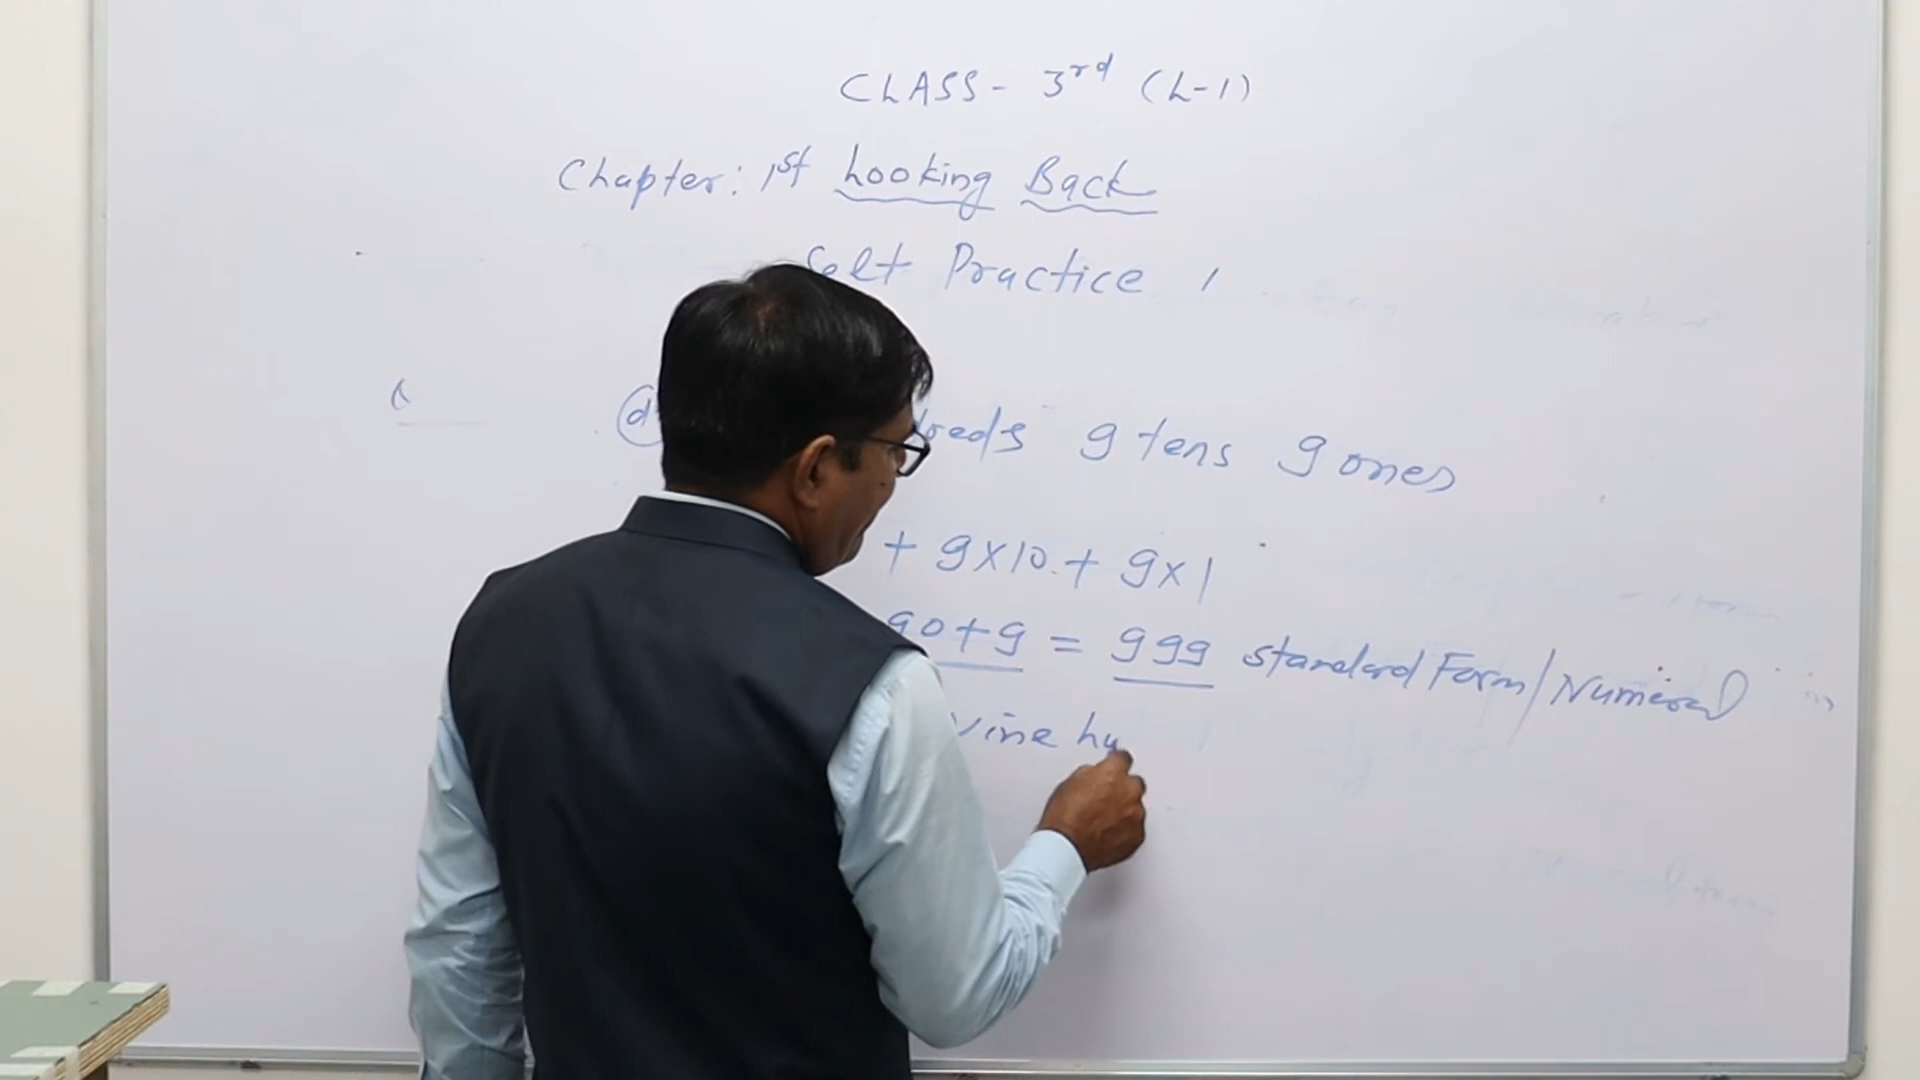 CLASS - 3rd (L-1)
Chapter: 1st Looking Back
Self Practice 1
(d) 9 tens 9 ones
+ 9x10 + 9x1
90+9 = 999 Standard Form/Numeral
Nine hu